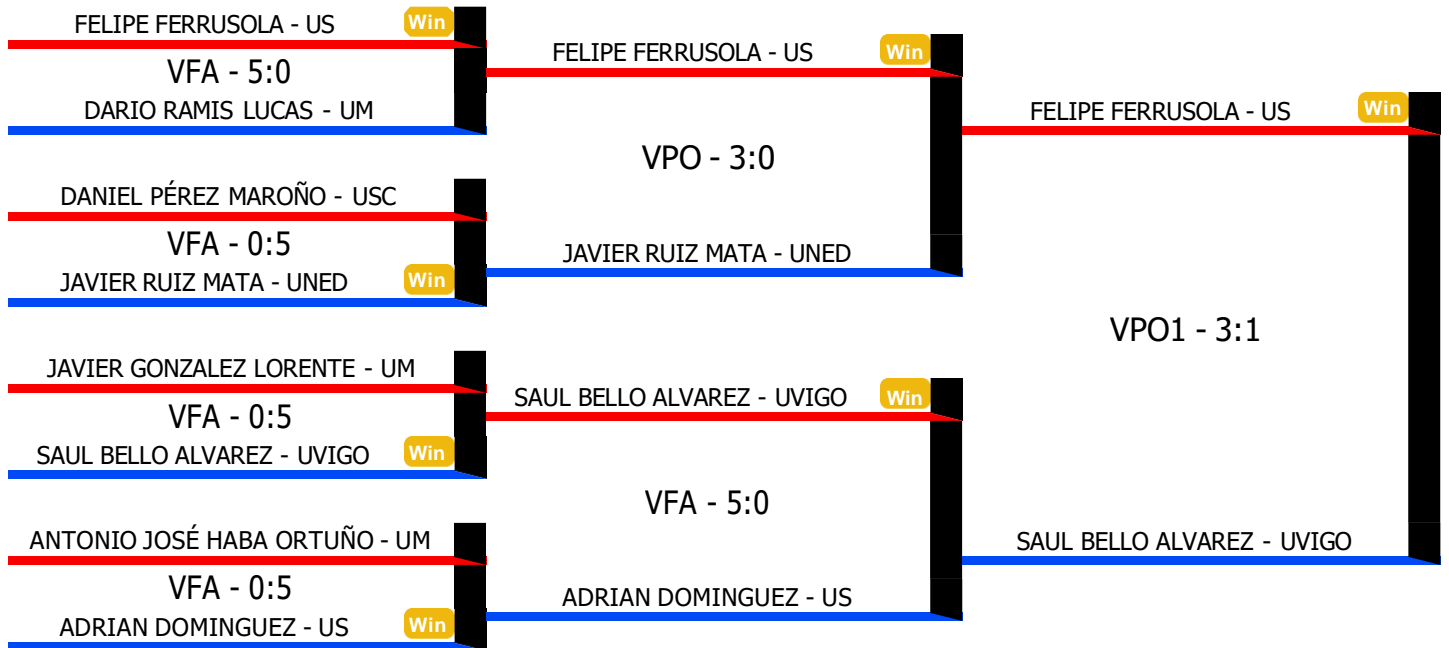 FELIPE FERRUSOLA - US Win
VFA - 5:0
DARIO RAMIS LUCAS - UM
DANIEL PÉREZ MAROÑO - USC
VFA - 0:5
JAVIER RUIZ MATA - UNED Win
JAVIER GONZALEZ LORENTE - UM
VFA - 0:5
SAUL BELLO ALVAREZ - UVIGO Win
ANTONIO JOSÉ HABA ORTUÑO - UM
VFA - 0:5
ADRIAN DOMINGUEZ - US Win
FELIPE FERRUSOLA - US Win
VPO - 3:0
JAVIER RUIZ MATA - UNED
SAUL BELLO ALVAREZ - UVIGO Win
VFA - 5:0
ADRIAN DOMINGUEZ - US
FELIPE FERRUSOLA - US Win
VPO1 - 3:1
SAUL BELLO ALVAREZ - UVIGO